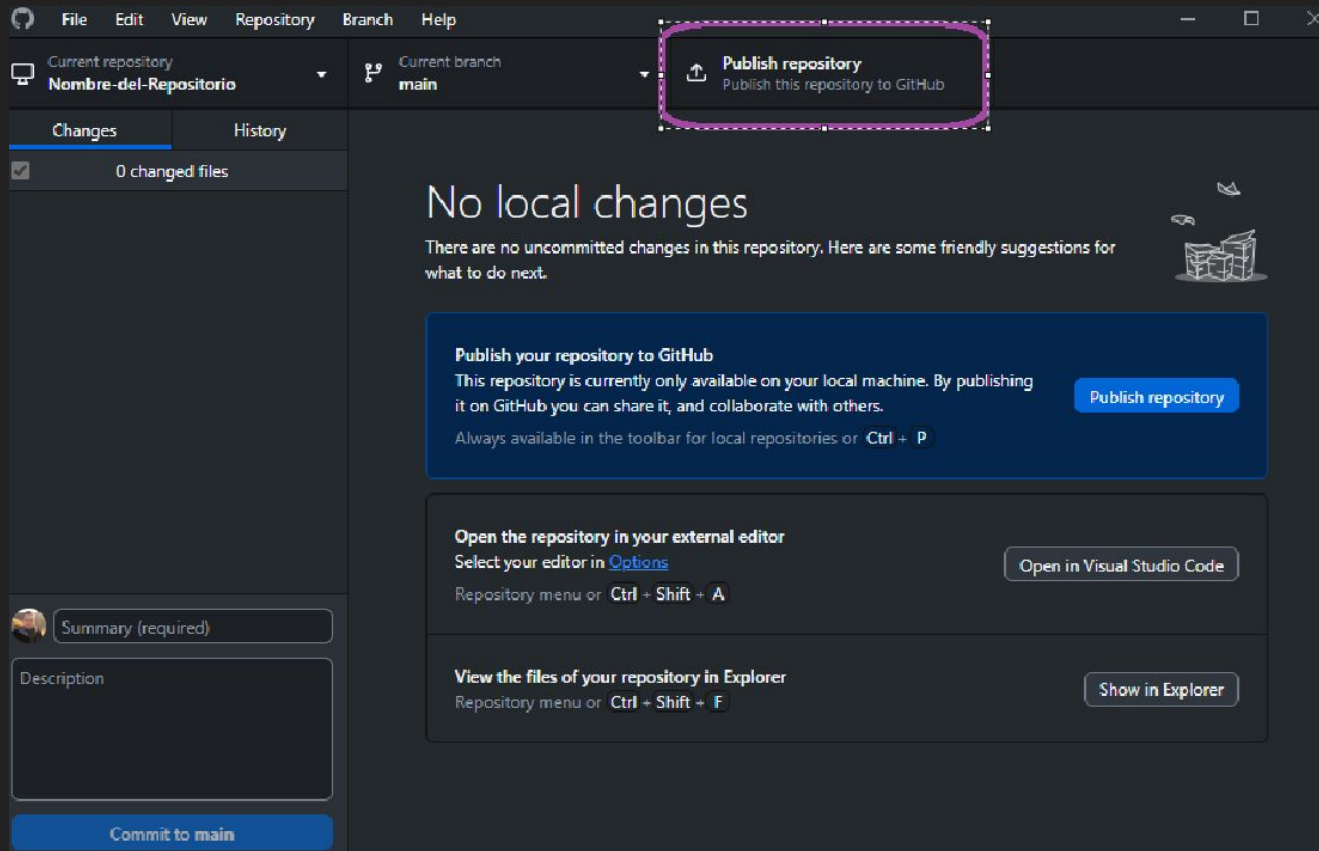 File Edit View Repository Branch Help
Current repository
Nombre-del-Repositorio
Current branch
main
Publish repository
Publish this repository to GitHub
Changes History
0 changed files
No local changes
There are no uncommitted changes in this repository. Here are some friendly suggestions for
what to do next.
Publish your repository to GitHub
This repository is currently only available on your local machine. By publishing
it on GitHub you can share it, and collaborate with others.
Always available in the toolbar for local repositories or Ctrl + P
Publish repository
Open the repository in your external editor
Select your editor in Options
Repository menu or Ctrl + Shift + A
Open in Visual Studio Code
View the files of your repository in Explorer
Repository menu or Ctrl + Shift + F
Show in Explorer
Summary (required)
Description
Commit to main